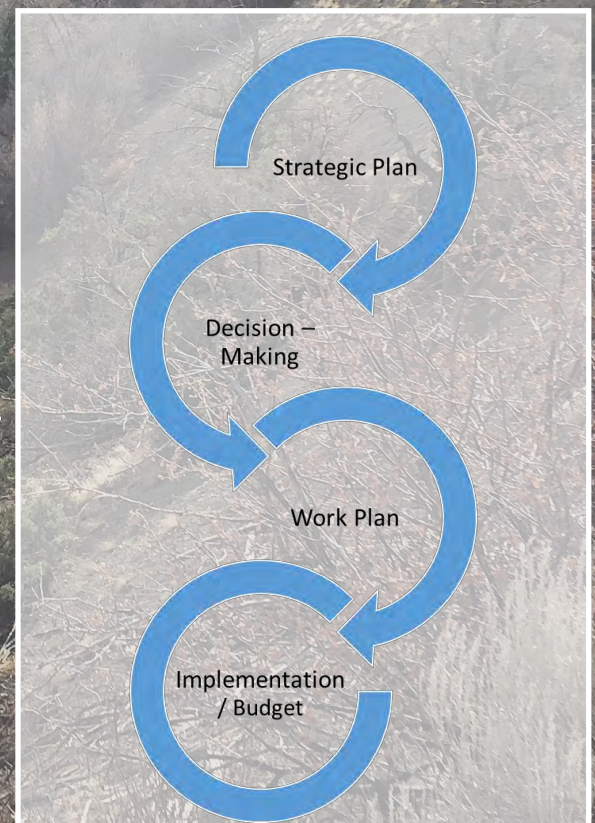 Strategic Plan
Decision –
Making
Work Plan
Implementation
/ Budget